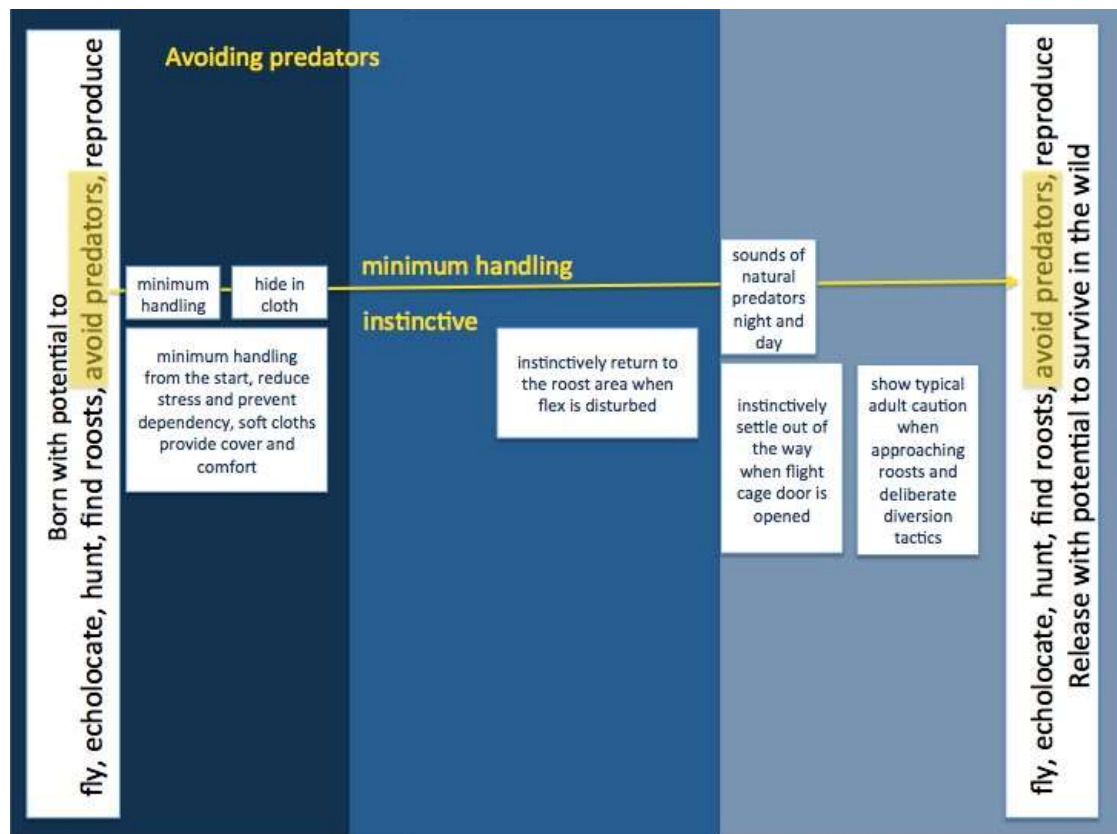 Avoiding predators
Born with potential to
fly, echolocate, hunt, find roosts, avoid predators, reproduce
minimum
handling
hide in
cloth
minimum handling
from the start, reduce
stress and prevent
dependency, soft cloths
provide cover and
comfort
minimum handling
instinctive
instinctively return to
the roost area when
flex is disturbed
sounds of
natural
predators
night and
day
instinctively
settle out of
the way
when flight
cage door is
opened
show typical
adult caution
when
approaching
roosts and
deliberate
diversion
tactics
fly, echolocate, hunt, find roosts, avoid predators, reproduce
Release with potential to survive in the wild